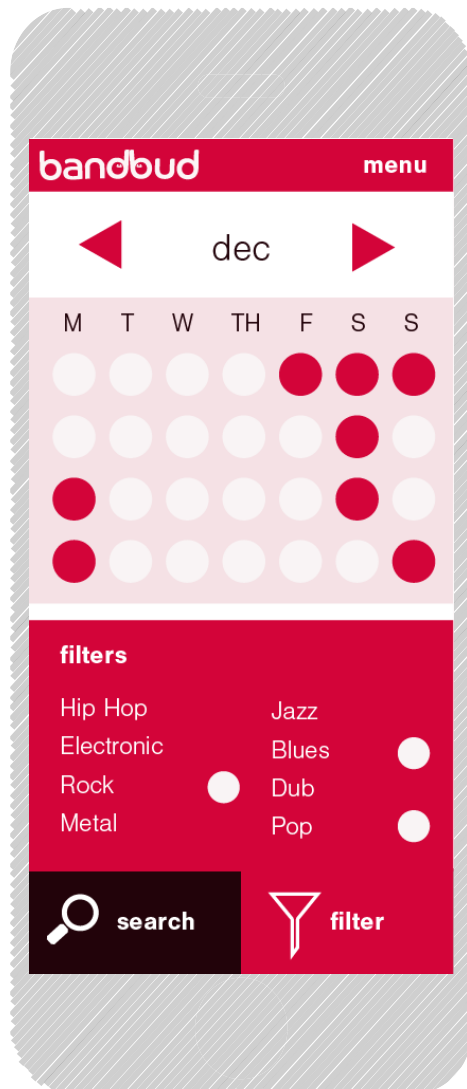 bandbud menu
dec
M T W TH F S S
filters
Hip Hop
Electronic
Rock
Metal
Jazz
Blues
Dub
Pop
search
filter